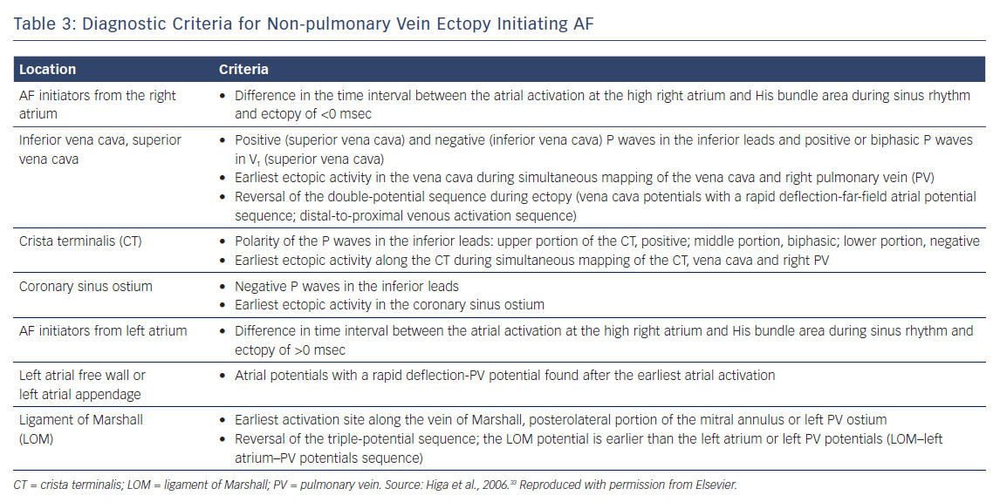 Table 3: Diagnostic Criteria for Non-pulmonary Vein Ectopy Initiating AF
Location Criteria
AF initiators from the right
atrium
• Difference in the time interval between the atrial activation at the high right atrium and His bundle area during sinus rhythm
and ectopy of <0 msec
Inferior vena cava, superior
vena cava
• Positive (superior vena cava) and negative (inferior vena cava) P waves in the inferior leads and positive or biphasic P waves
in V₁ (superior vena cava)
• Earliest ectopic activity in the vena cava during simultaneous mapping of the vena cava and right pulmonary vein (PV)
• Reversal of the double-potential sequence during ectopy (vena cava potentials with a rapid deflection-far-field atrial potential
sequence; distal-to-proximal venous activation sequence)
Crista terminalis (CT)
• Polarity of the P waves in the inferior leads: upper portion of the CT, positive; middle portion, biphasic; lower portion, negative
• Earliest ectopic activity along the CT during simultaneous mapping of the CT, vena cava and right PV
Coronary sinus ostium
• Negative P waves in the inferior leads
• Earliest ectopic activity in the coronary sinus ostium
AF initiators from left atrium
• Difference in time interval between the atrial activation at the high right atrium and His bundle area during sinus rhythm and
ectopy of >0 msec
Left atrial free wall or
left atrial appendage
• Atrial potentials with a rapid deflection-PV potential found after the earliest atrial activation
Ligament of Marshall
(LOM)
• Earliest activation site along the vein of Marshall, posterolateral portion of the mitral annulus or left PV ostium
• Reversal of the triple-potential sequence; the LOM potential is earlier than the left atrium or left PV potentials (LOM–left
atrium–PV potentials sequence)
CT = crista terminalis; LOM = ligament of Marshall; PV = pulmonary vein. Source: Higa et al., 2006.³³ Reproduced with permission from Elsevier.